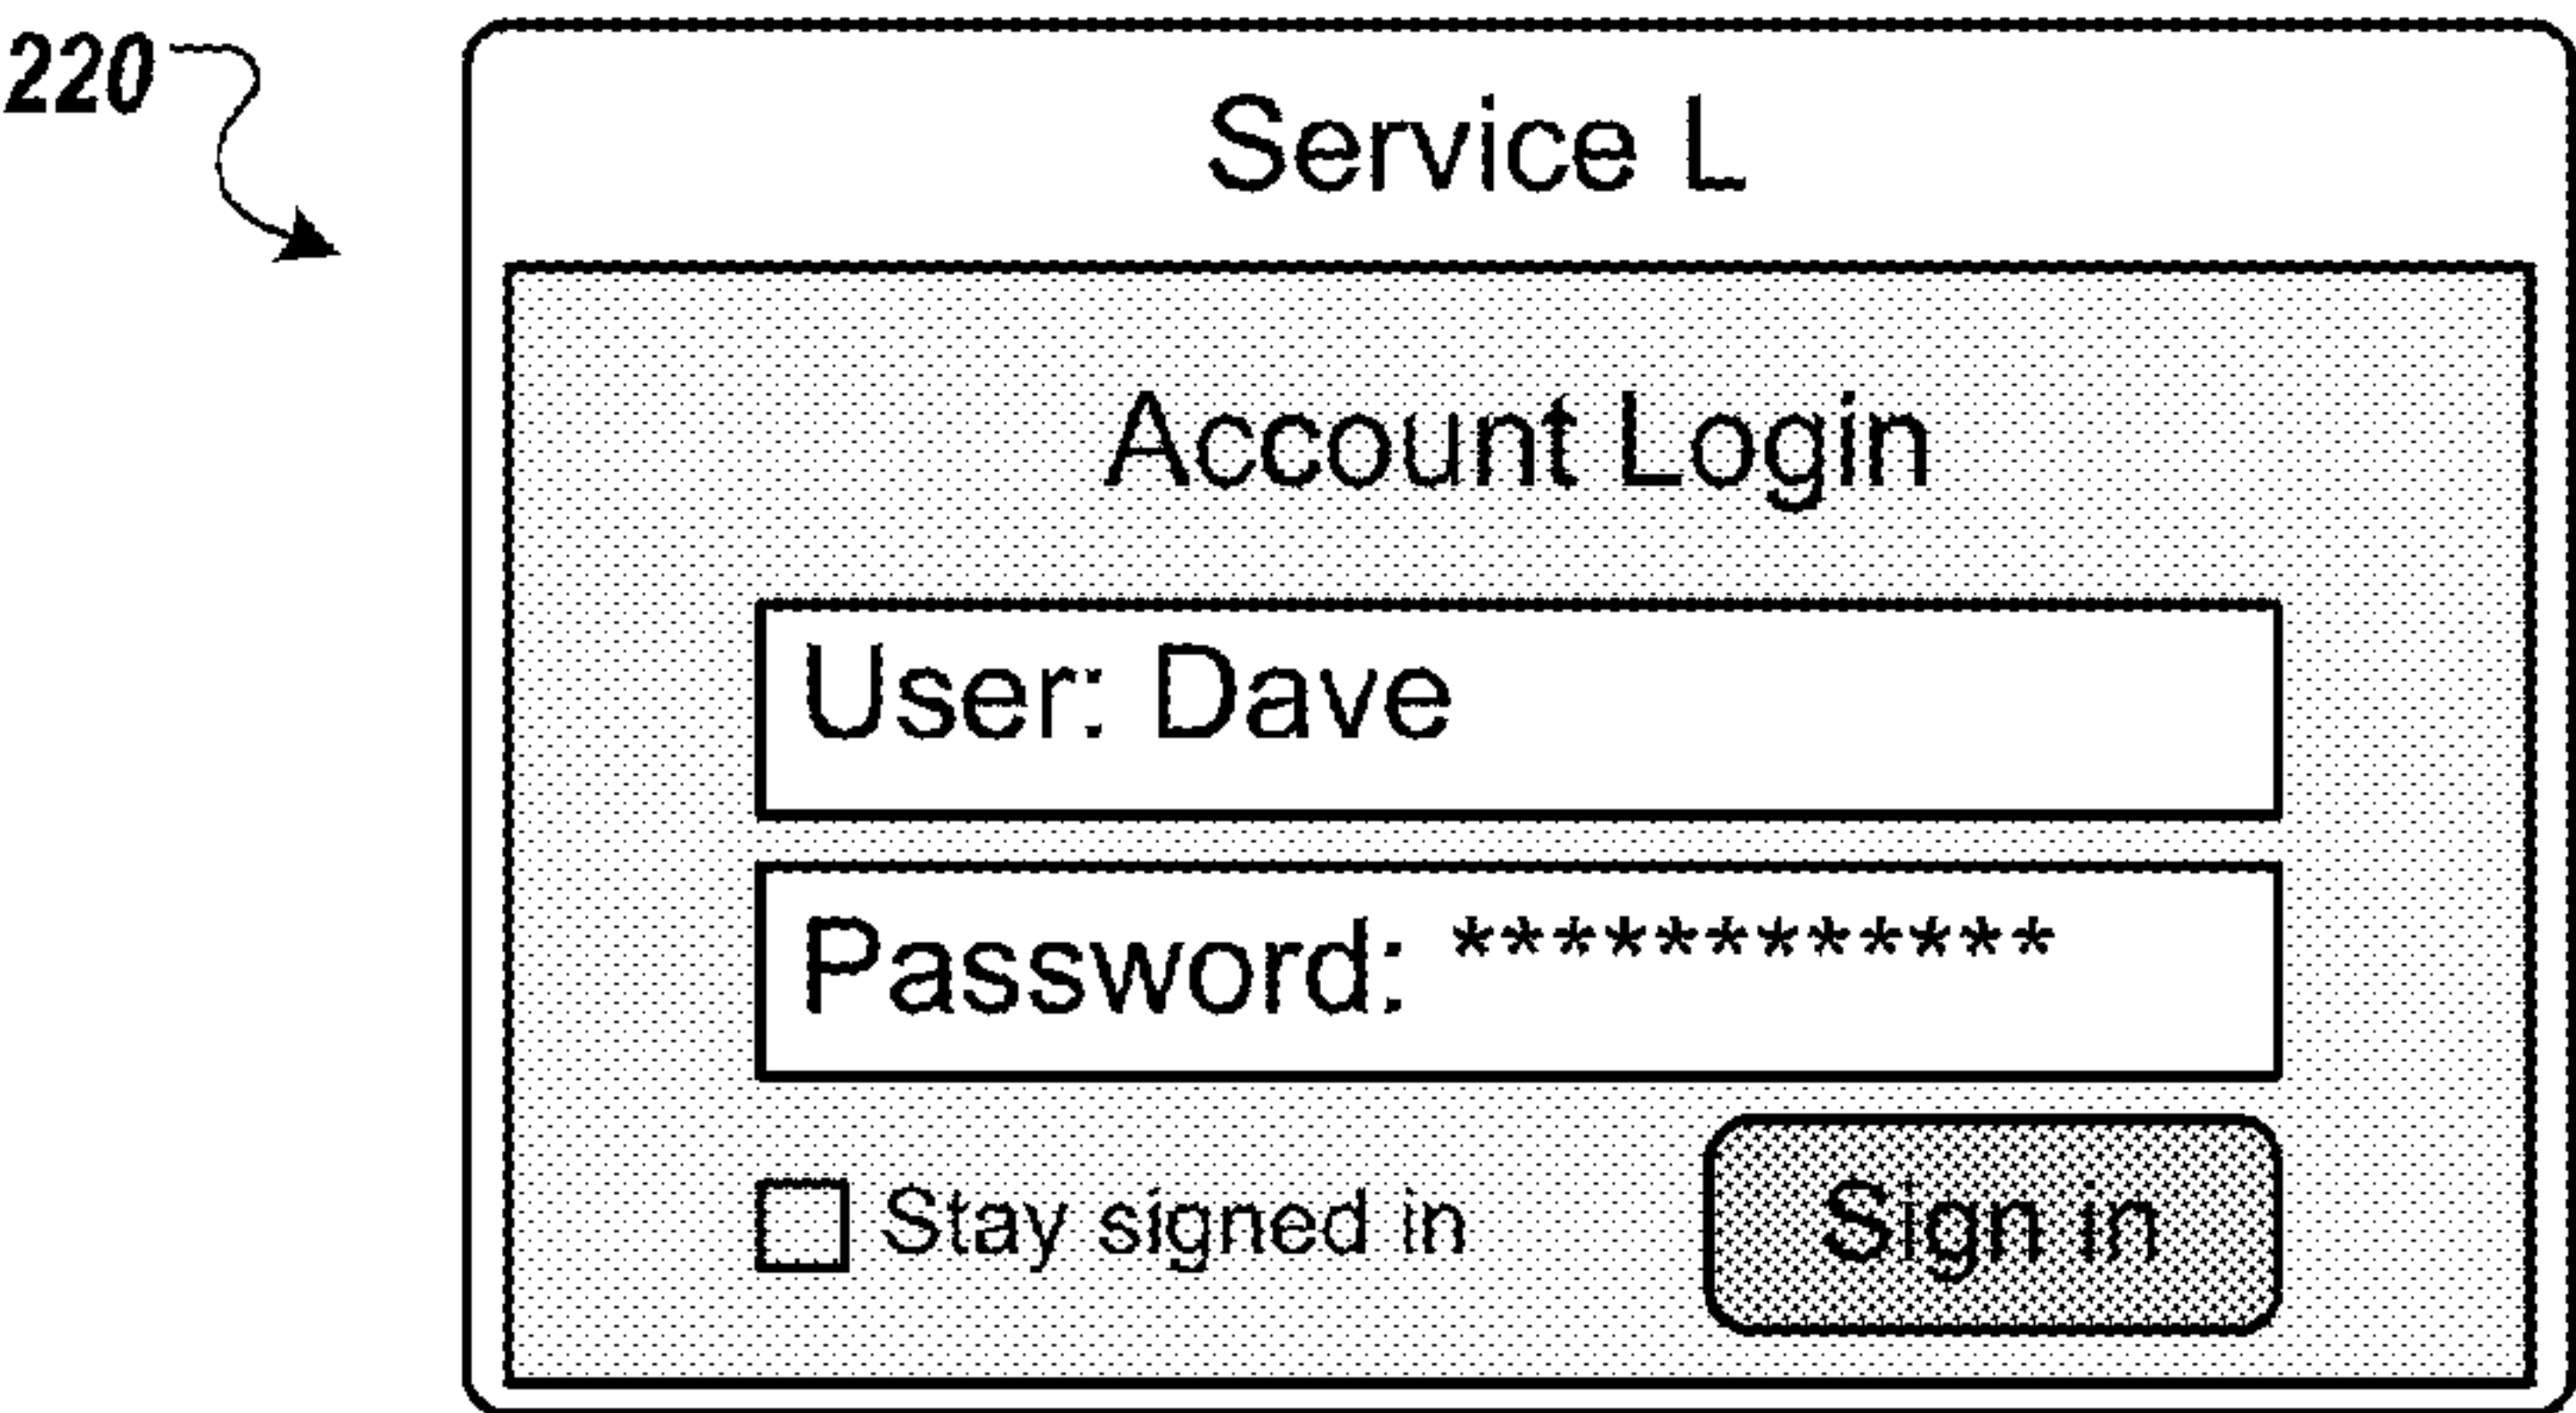 220
Service L
Account Login
User: Dave
Password: ************
Stay signed in
Sign in